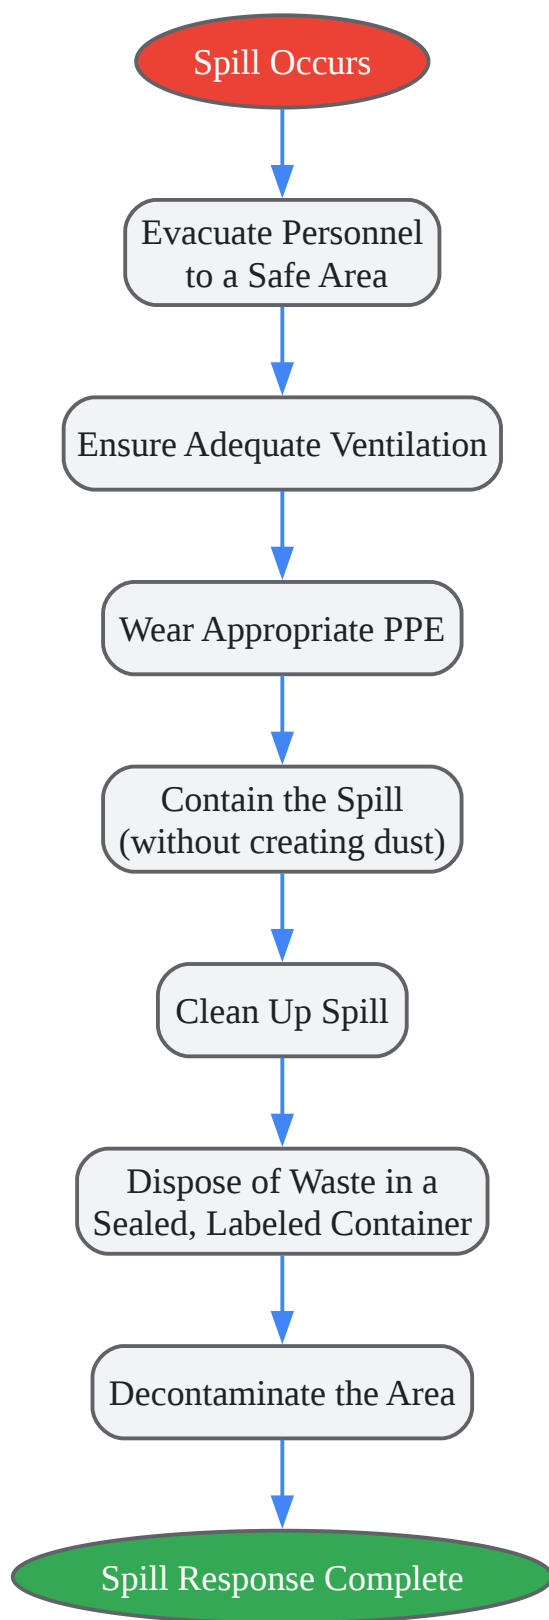 Spill Occurs
Evacuate Personnel
to a Safe Area
Ensure Adequate Ventilation
Wear Appropriate PPE
Contain the Spill
(without creating dust)
Clean Up Spill
Dispose of Waste in a
Sealed, Labeled Container
Decontaminate the Area
Spill Response Complete